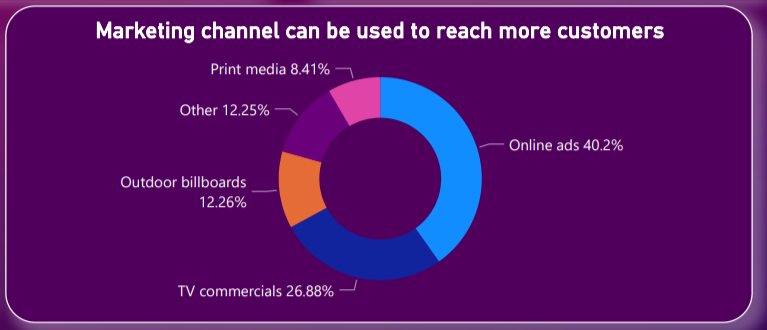 Marketing channel can be used to reach more customers
Print media 8.41%
Other 12.25%
Online ads 40.2%
Outdoor billboards
12.26%
TV commercials 26.88%